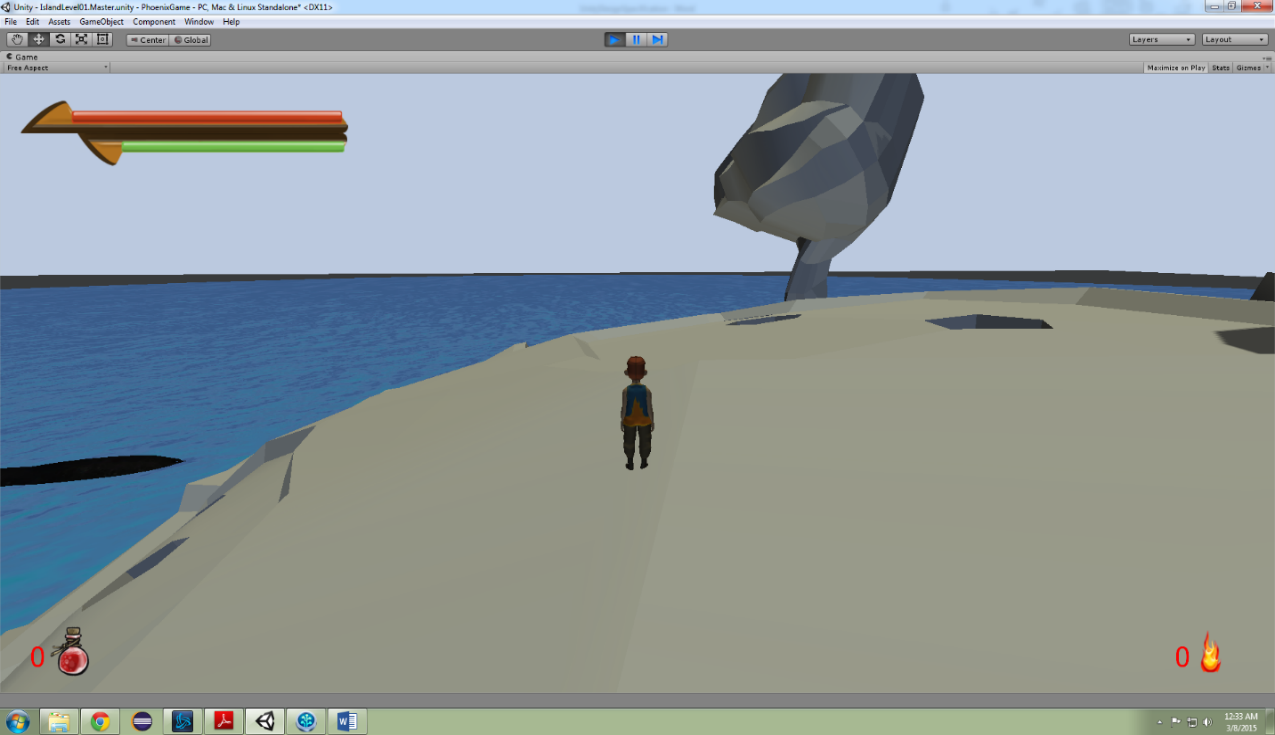 Unity - IslandLevel01.Master.unity - PhoenixGame - PC, Mac & Linux Standalone* <DX11>
File Edit Assets GameObject Component Window Help
Center Global Layers Layout
Game
Free Aspect Maximize on Play Stats Gizmos
0 0
12:33 AM
3/8/2015